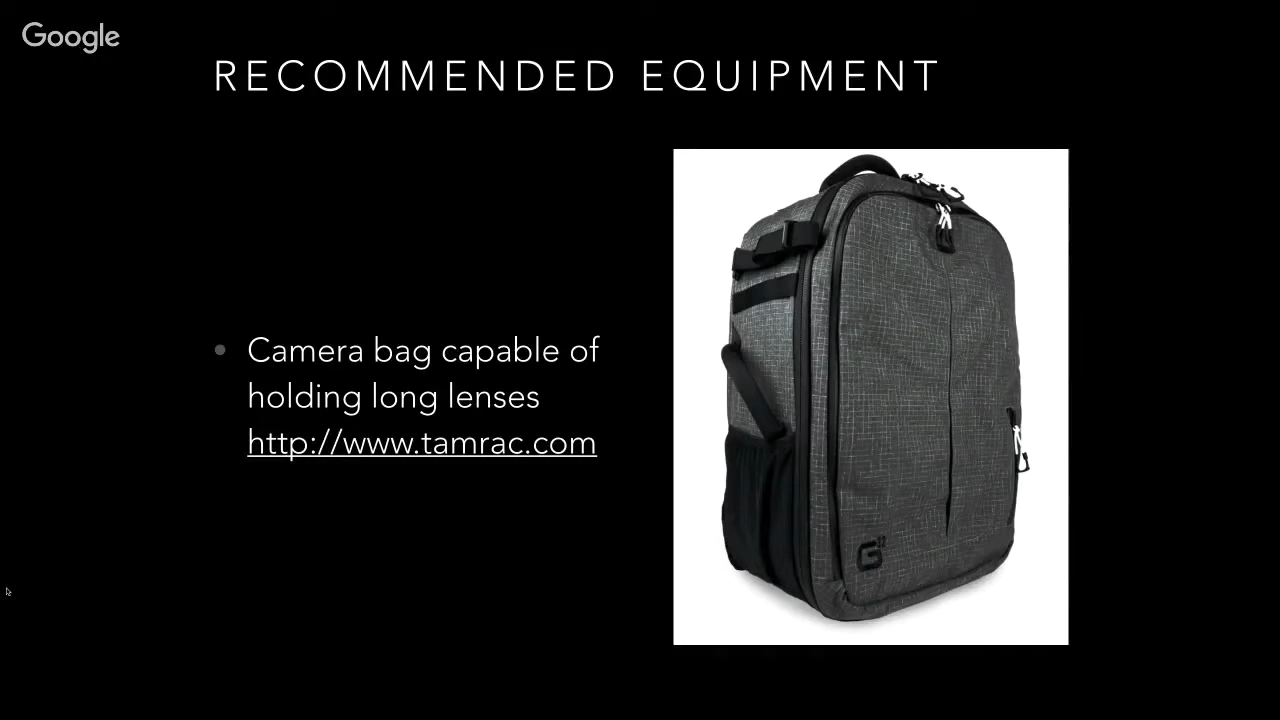 Google
RECOMMENDED EQUIPMENT
• Camera bag capable of
holding long lenses
http://www.tamrac.com